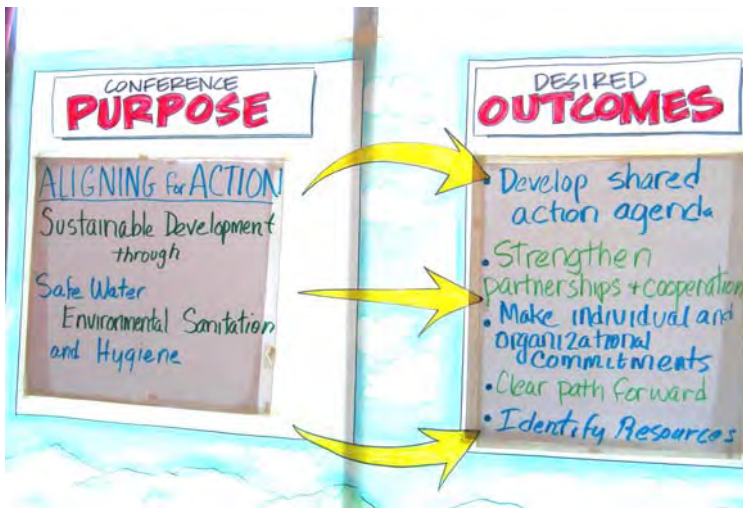 CONFERENCE
PURPOSE
ALIGNING for ACTION
Sustainable Development
through
Safe Water
Environmental Sanitation
and Hygiene
DESIRED
OUTCOMES
• Develop shared
action agenda
• Strengthen
partnerships + cooperation
• Make individual and
organizational
Commitments
• Clear path forward
• Identify Resources